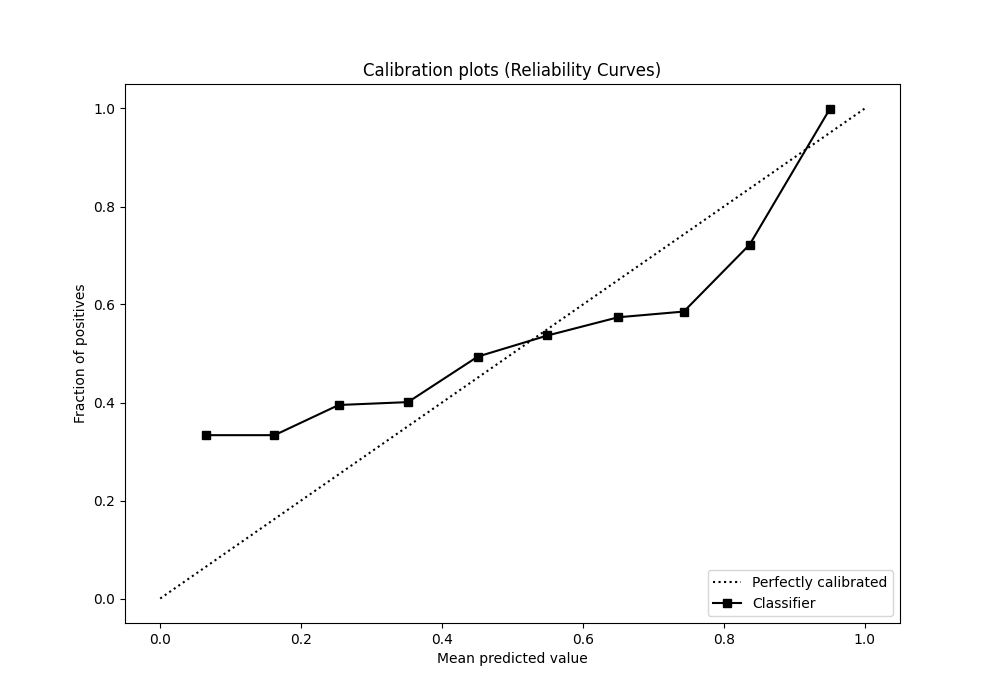 Calibration plots (Reliability Curves)
1.0
0.8
0.6
0.4
0.2
0.0
Fraction of positives
0.0 0.2 0.4 0.6 0.8 1.0
Mean predicted value
Perfectly calibrated
Classifier